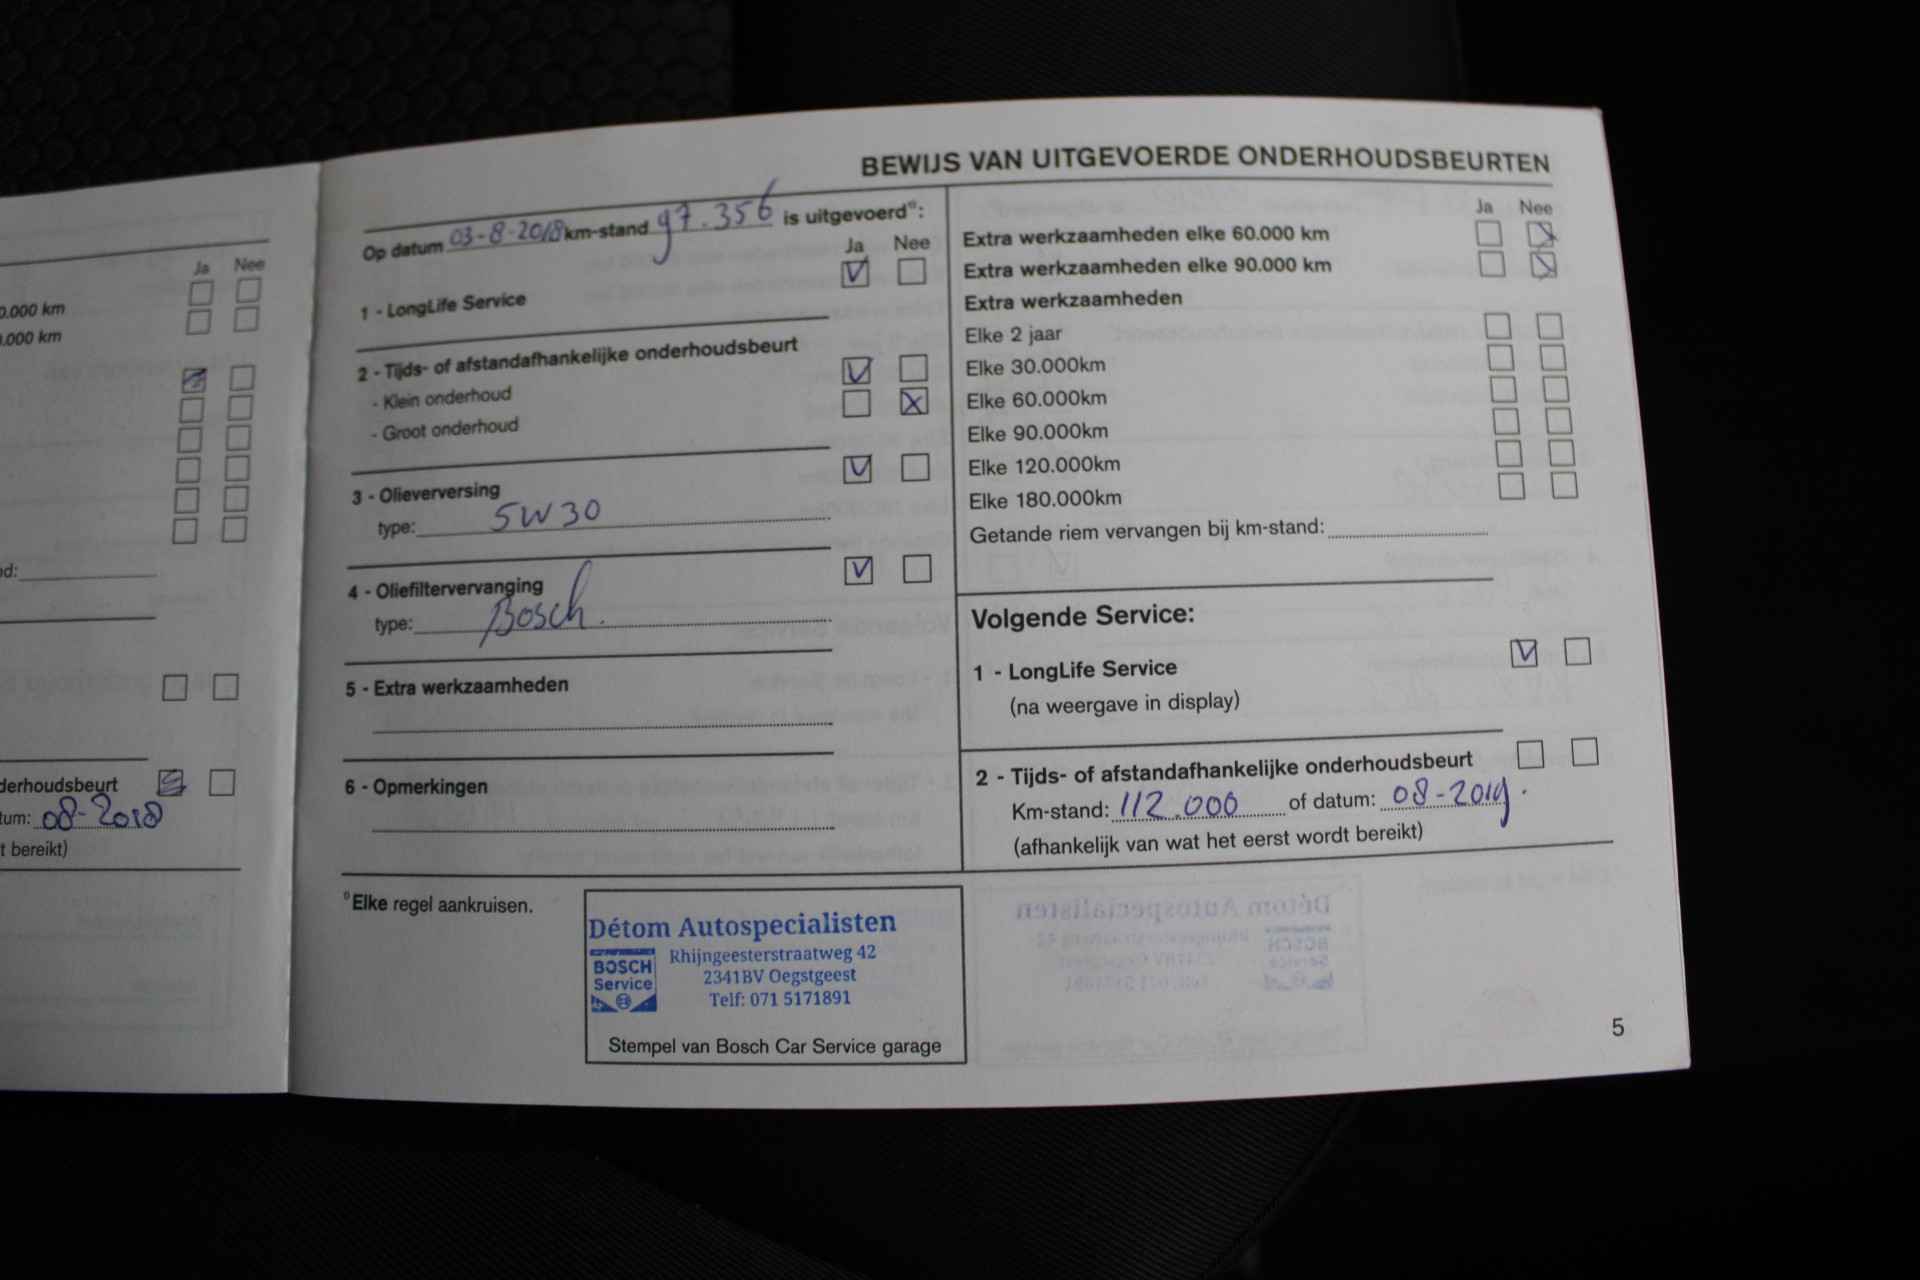 Ja Nee
0.000 km
.000 km
d:
derhoudsbeurt
tum: 08-2018
t bereikt)
BEWIJS VAN UITGEVOERDE ONDERHOUDSBEURTEN
Op datum 03-8-2018 km-stand 97.356 is uitgevoerd*:
Ja Nee
1 - LongLife Service
2 - Tijds- of afstandafhankelijke onderhoudsbeurt
- Klein onderhoud
- Groot onderhoud
3 - Olieverversing
type: 5W30
4 - Oliefiltervervanging
type: Bosch.
5 - Extra werkzaamheden
6 - Opmerkingen
*Elke regel aankruisen.
Détom Autospecialisten
BOSCH
Service
Rhijngeesterstraatweg 42
2341BV Oegstgeest
Telf: 071 5171891
Stempel van Bosch Car Service garage
Ja Nee
Extra werkzaamheden elke 60.000 km
Extra werkzaamheden elke 90.000 km
Extra werkzaamheden
Elke 2 jaar
Elke 30.000km
Elke 60.000km
Elke 90.000km
Elke 120.000km
Elke 180.000km
Getande riem vervangen bij km-stand:
Volgende Service:
1 - LongLife Service
(na weergave in display)
2 - Tijds- of afstandafhankelijke onderhoudsbeurt
Km-stand: 112.000 of datum: 08-2019.
(afhankelijk van wat het eerst wordt bereikt)
5